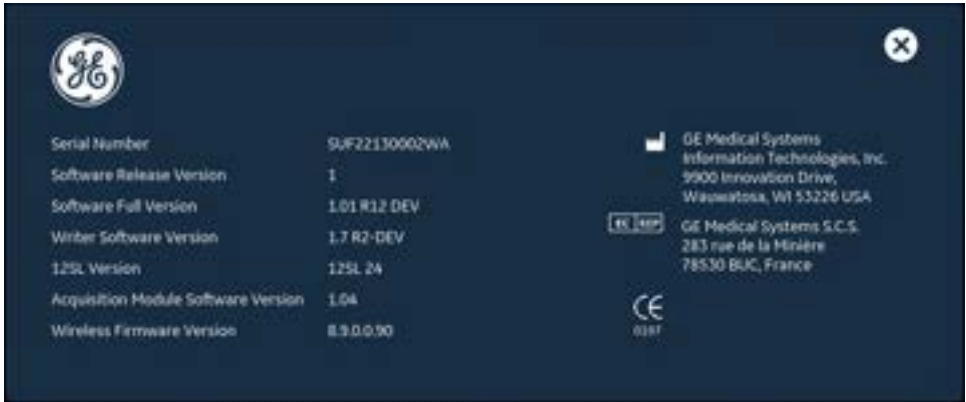 GE
Serial Number SUF22130002WA
Software Release Version 1
Software Full Version 1.01 R12 DEV
Writer Software Version 1.7 R2-DEV
12SL Version 12SL 24
Acquisition Module Software Version 1.04
Wireless Firmware Version 8.9.0.0.90
GE Medical Systems
Information Technologies, Inc.
9900 Innovation Drive,
Wauwatosa, WI 53226 USA
EC REP
GE Medical Systems S.C.S.
283 rue de la Minière
78530 BUC, France
CE
0197